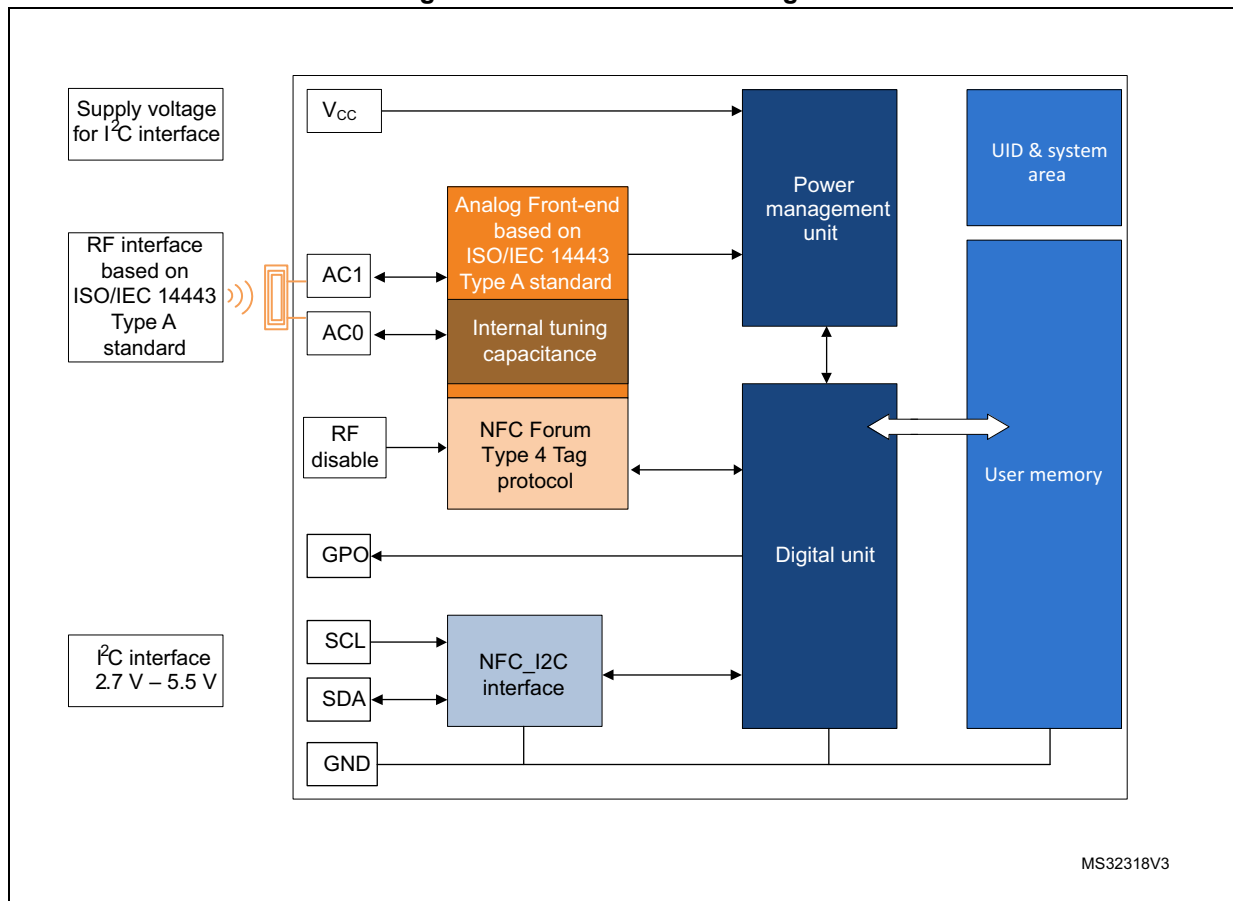 Supply voltage
for I²C interface
V_CC
Power
management
unit
UID & system
area
Analog Front-end
based on
ISO/IEC 14443
Type A standard
RF interface
based on
ISO/IEC 14443
Type A
standard
AC1
AC0
Internal tuning
capacitance
RF
disable
NFC Forum
Type 4 Tag
protocol
User memory
GPO
Digital unit
I²C interface
2.7 V – 5.5 V
SCL
SDA
NFC_I2C
interface
GND
MS32318V3